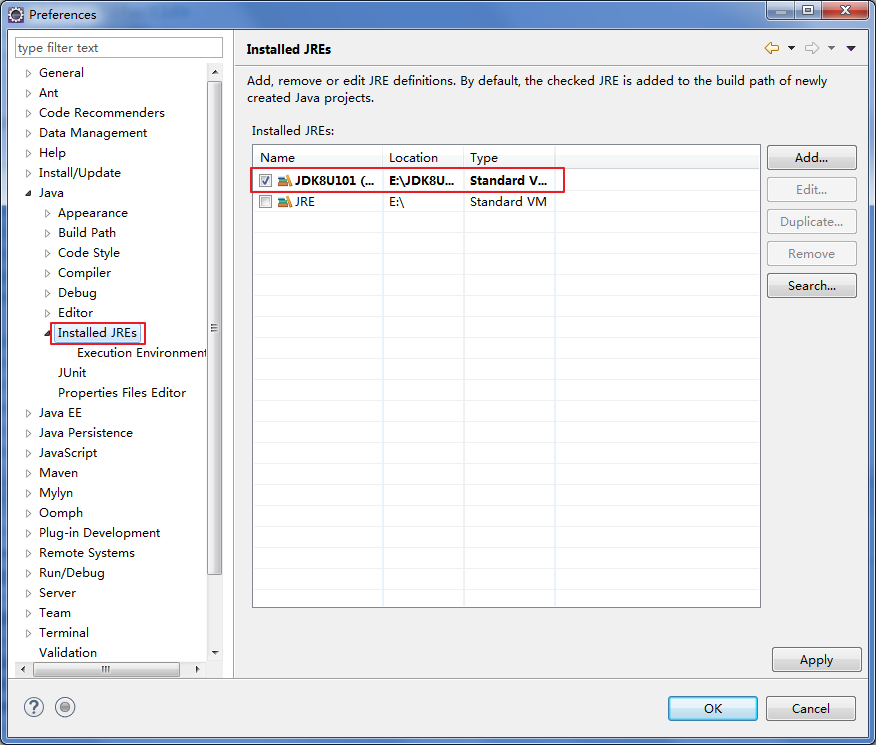 Preferences
type filter text
General
Ant
Code Recommenders
Data Management
Help
Install/Update
Java
Appearance
Build Path
Code Style
Compiler
Debug
Editor
Installed JREs
Execution Environment
JUnit
Properties Files Editor
Java EE
Java Persistence
JavaScript
Maven
Mylyn
Oomph
Plug-in Development
Remote Systems
Run/Debug
Server
Team
Terminal
Validation
Installed JREs
Add, remove or edit JRE definitions. By default, the checked JRE is added to the build path of newly
created Java projects.
Installed JREs:
Name Location Type
JDK8U101 (... E:\JDK8U... Standard V...
JRE E:\ Standard VM
Add...
Edit...
Duplicate...
Remove
Search...
Apply
OK Cancel